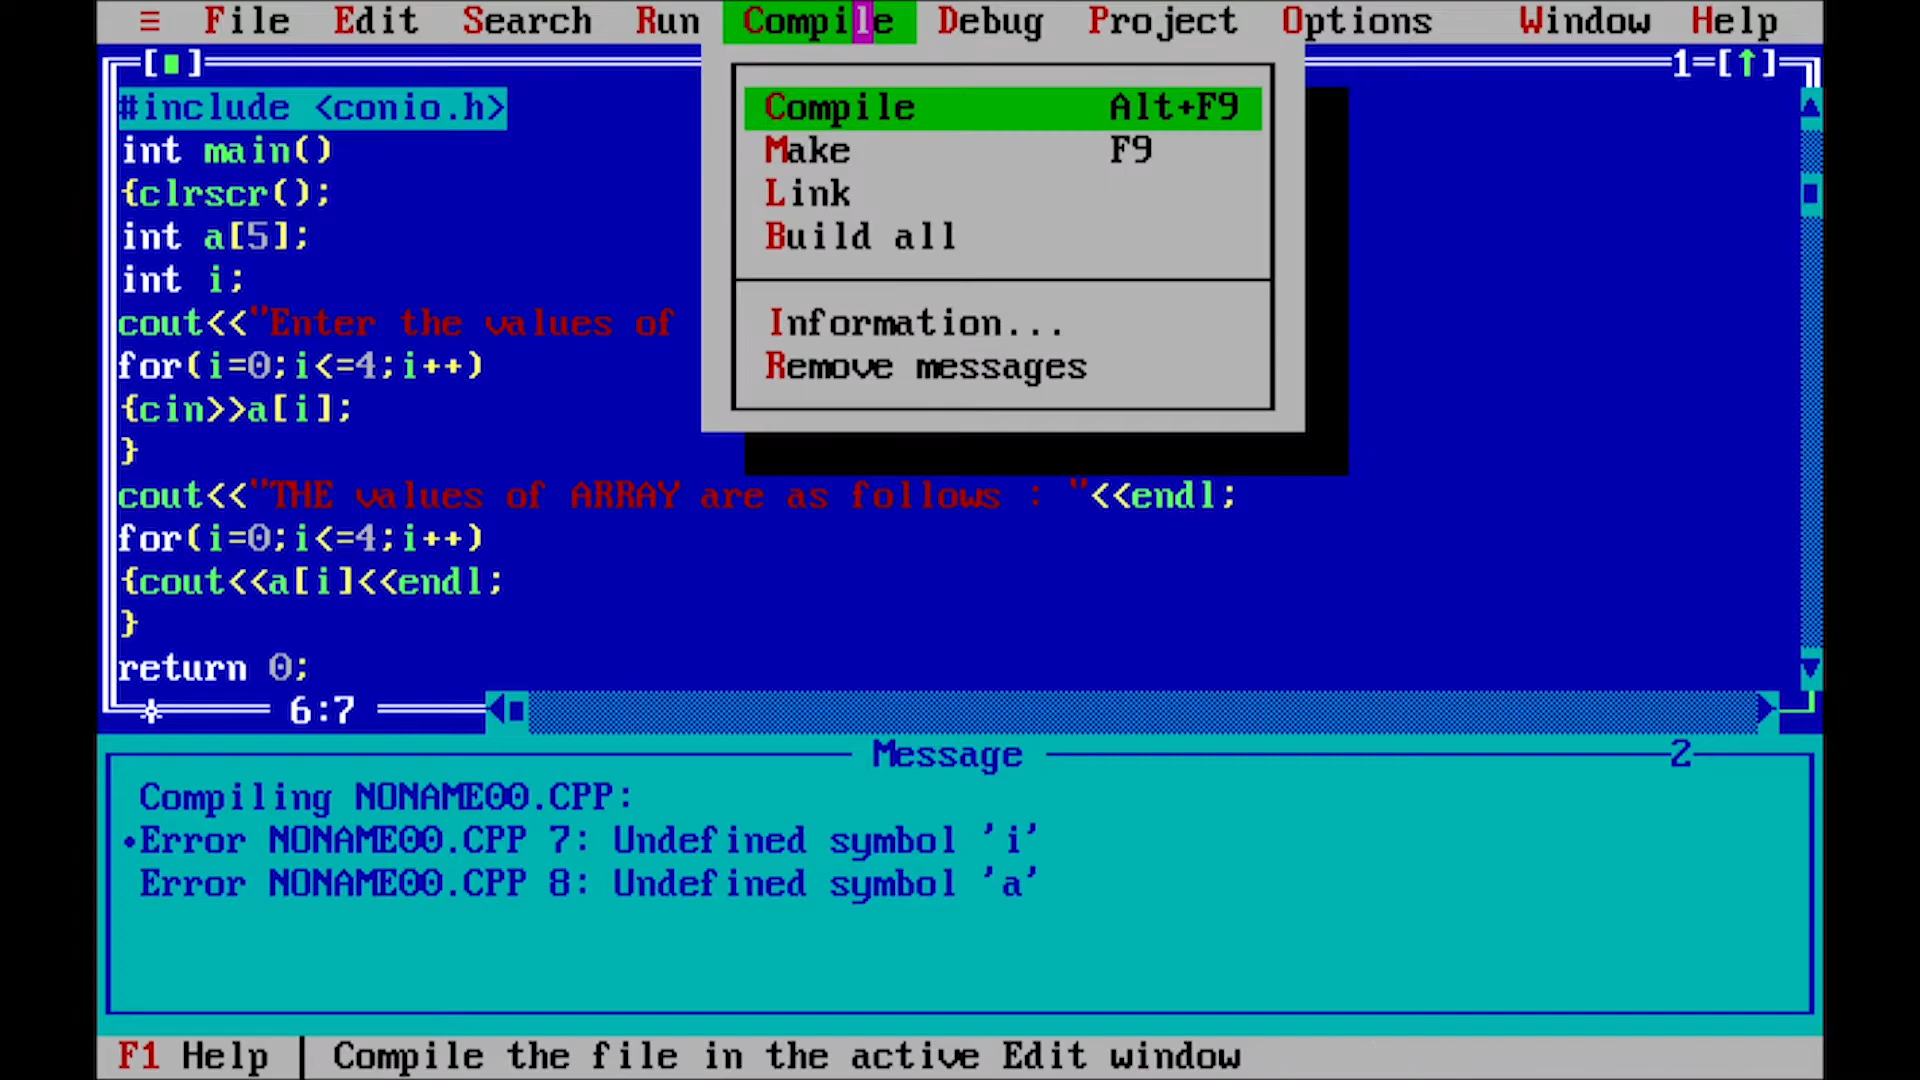 ≡ File Edit Search Run Compile Debug Project Options Window Help
[■] 1=[↑]
#include <conio.h>
int main()
{clrscr();
int a[5];
int i;
cout<<"Enter the values of
for(i=0;i<=4;i++)
{cin>>a[i];
}
cout<<"THE values of ARRAY are as follows : "<<endl;
for(i=0;i<=4;i++)
{cout<<a[i]<<endl;
}
return 0;
6:7
Compile Alt+F9
Make F9
Link
Build all
Information...
Remove messages
Message 2
Compiling NONAME00.CPP:
•Error NONAME00.CPP 7: Undefined symbol 'i'
Error NONAME00.CPP 8: Undefined symbol 'a'
F1 Help | Compile the file in the active Edit window